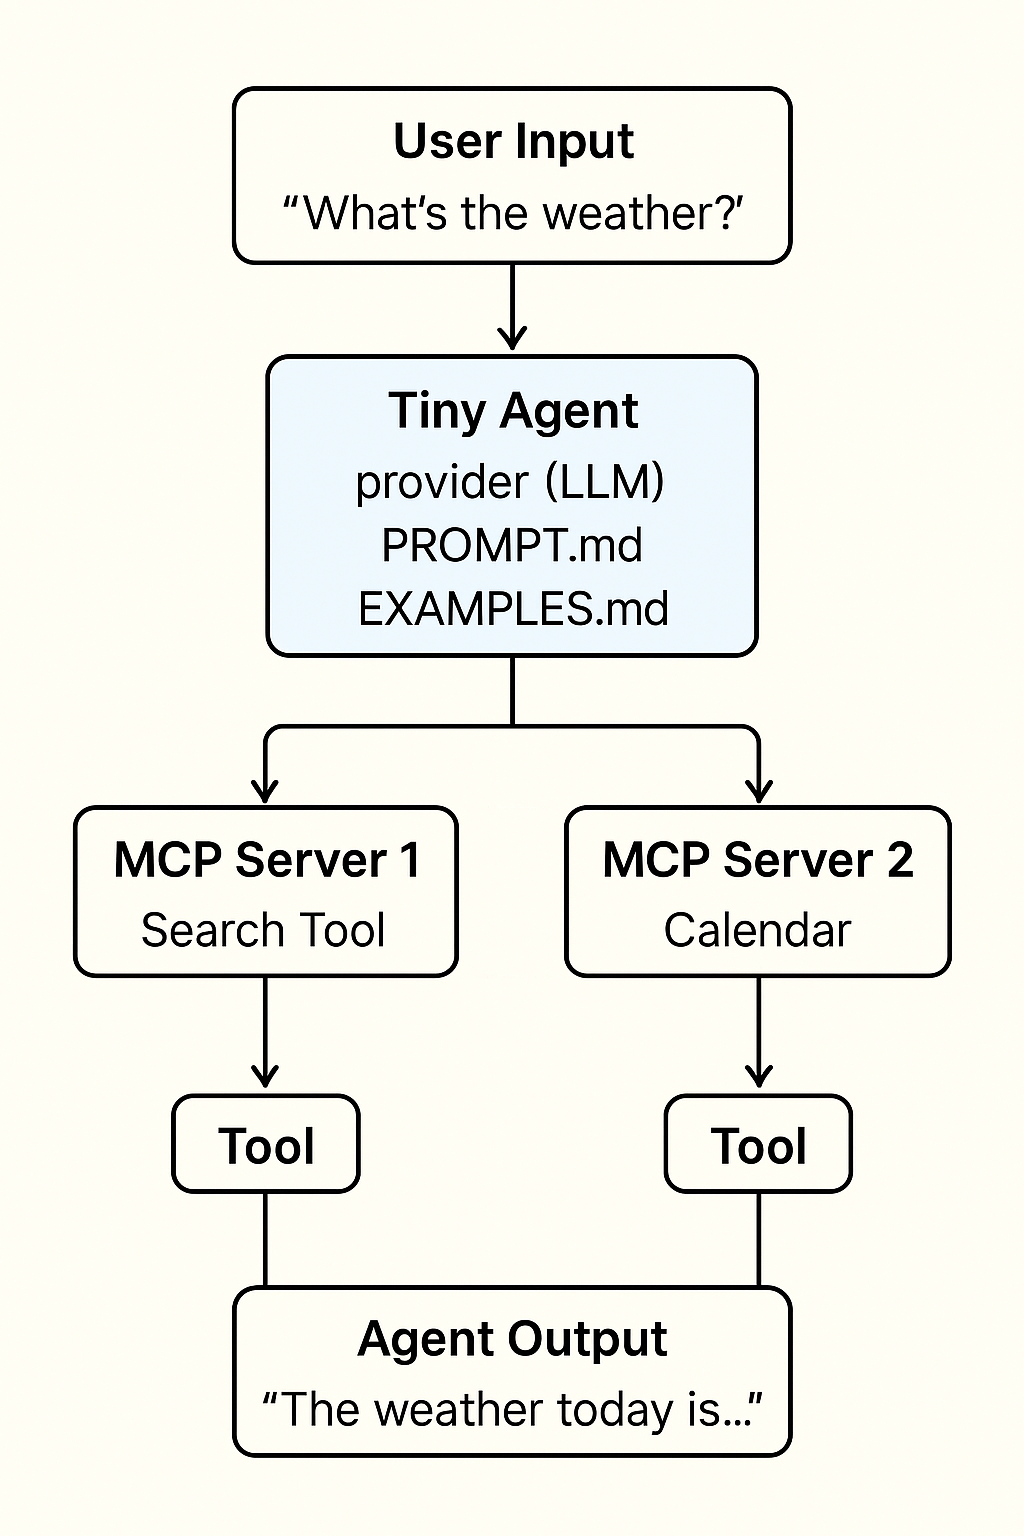 User Input
“What’s the weather?’
Tiny Agent
provider (LLM)
PROMPT.md
EXAMPLES.md
MCP Server 1
Search Tool
MCP Server 2
Calendar
Tool
Tool
Agent Output
“The weather today is...”